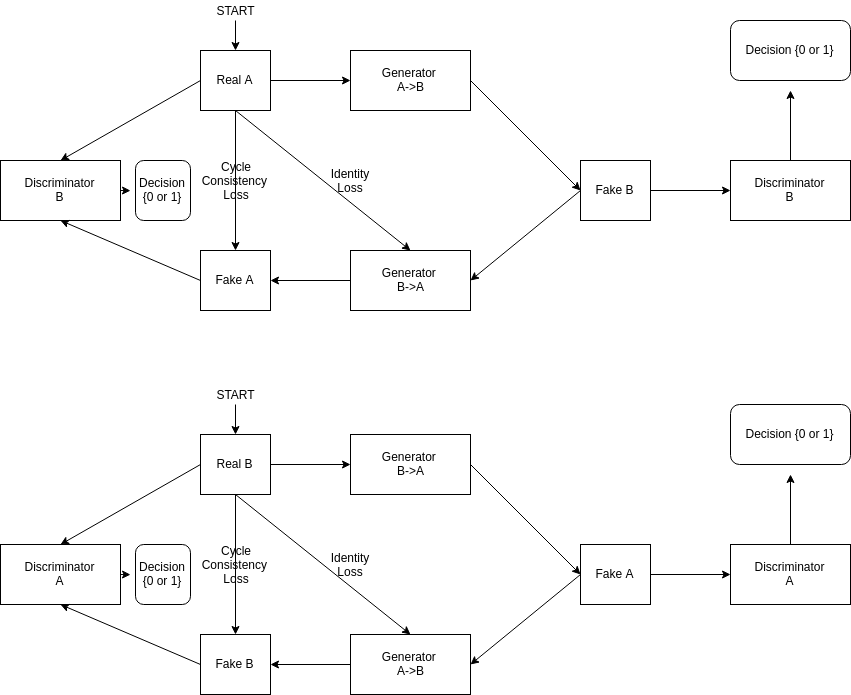 START
Real A
Generator
A->B
Decision {0 or 1}
Discriminator
B
Decision
{0 or 1}
Cycle
Consistency
Loss
Identity
Loss
Fake B
Discriminator
B
Fake A
Generator
B->A
START
Real B
Generator
B->A
Decision {0 or 1}
Discriminator
A
Decision
{0 or 1}
Cycle
Consistency
Loss
Identity
Loss
Fake A
Discriminator
A
Fake B
Generator
A->B